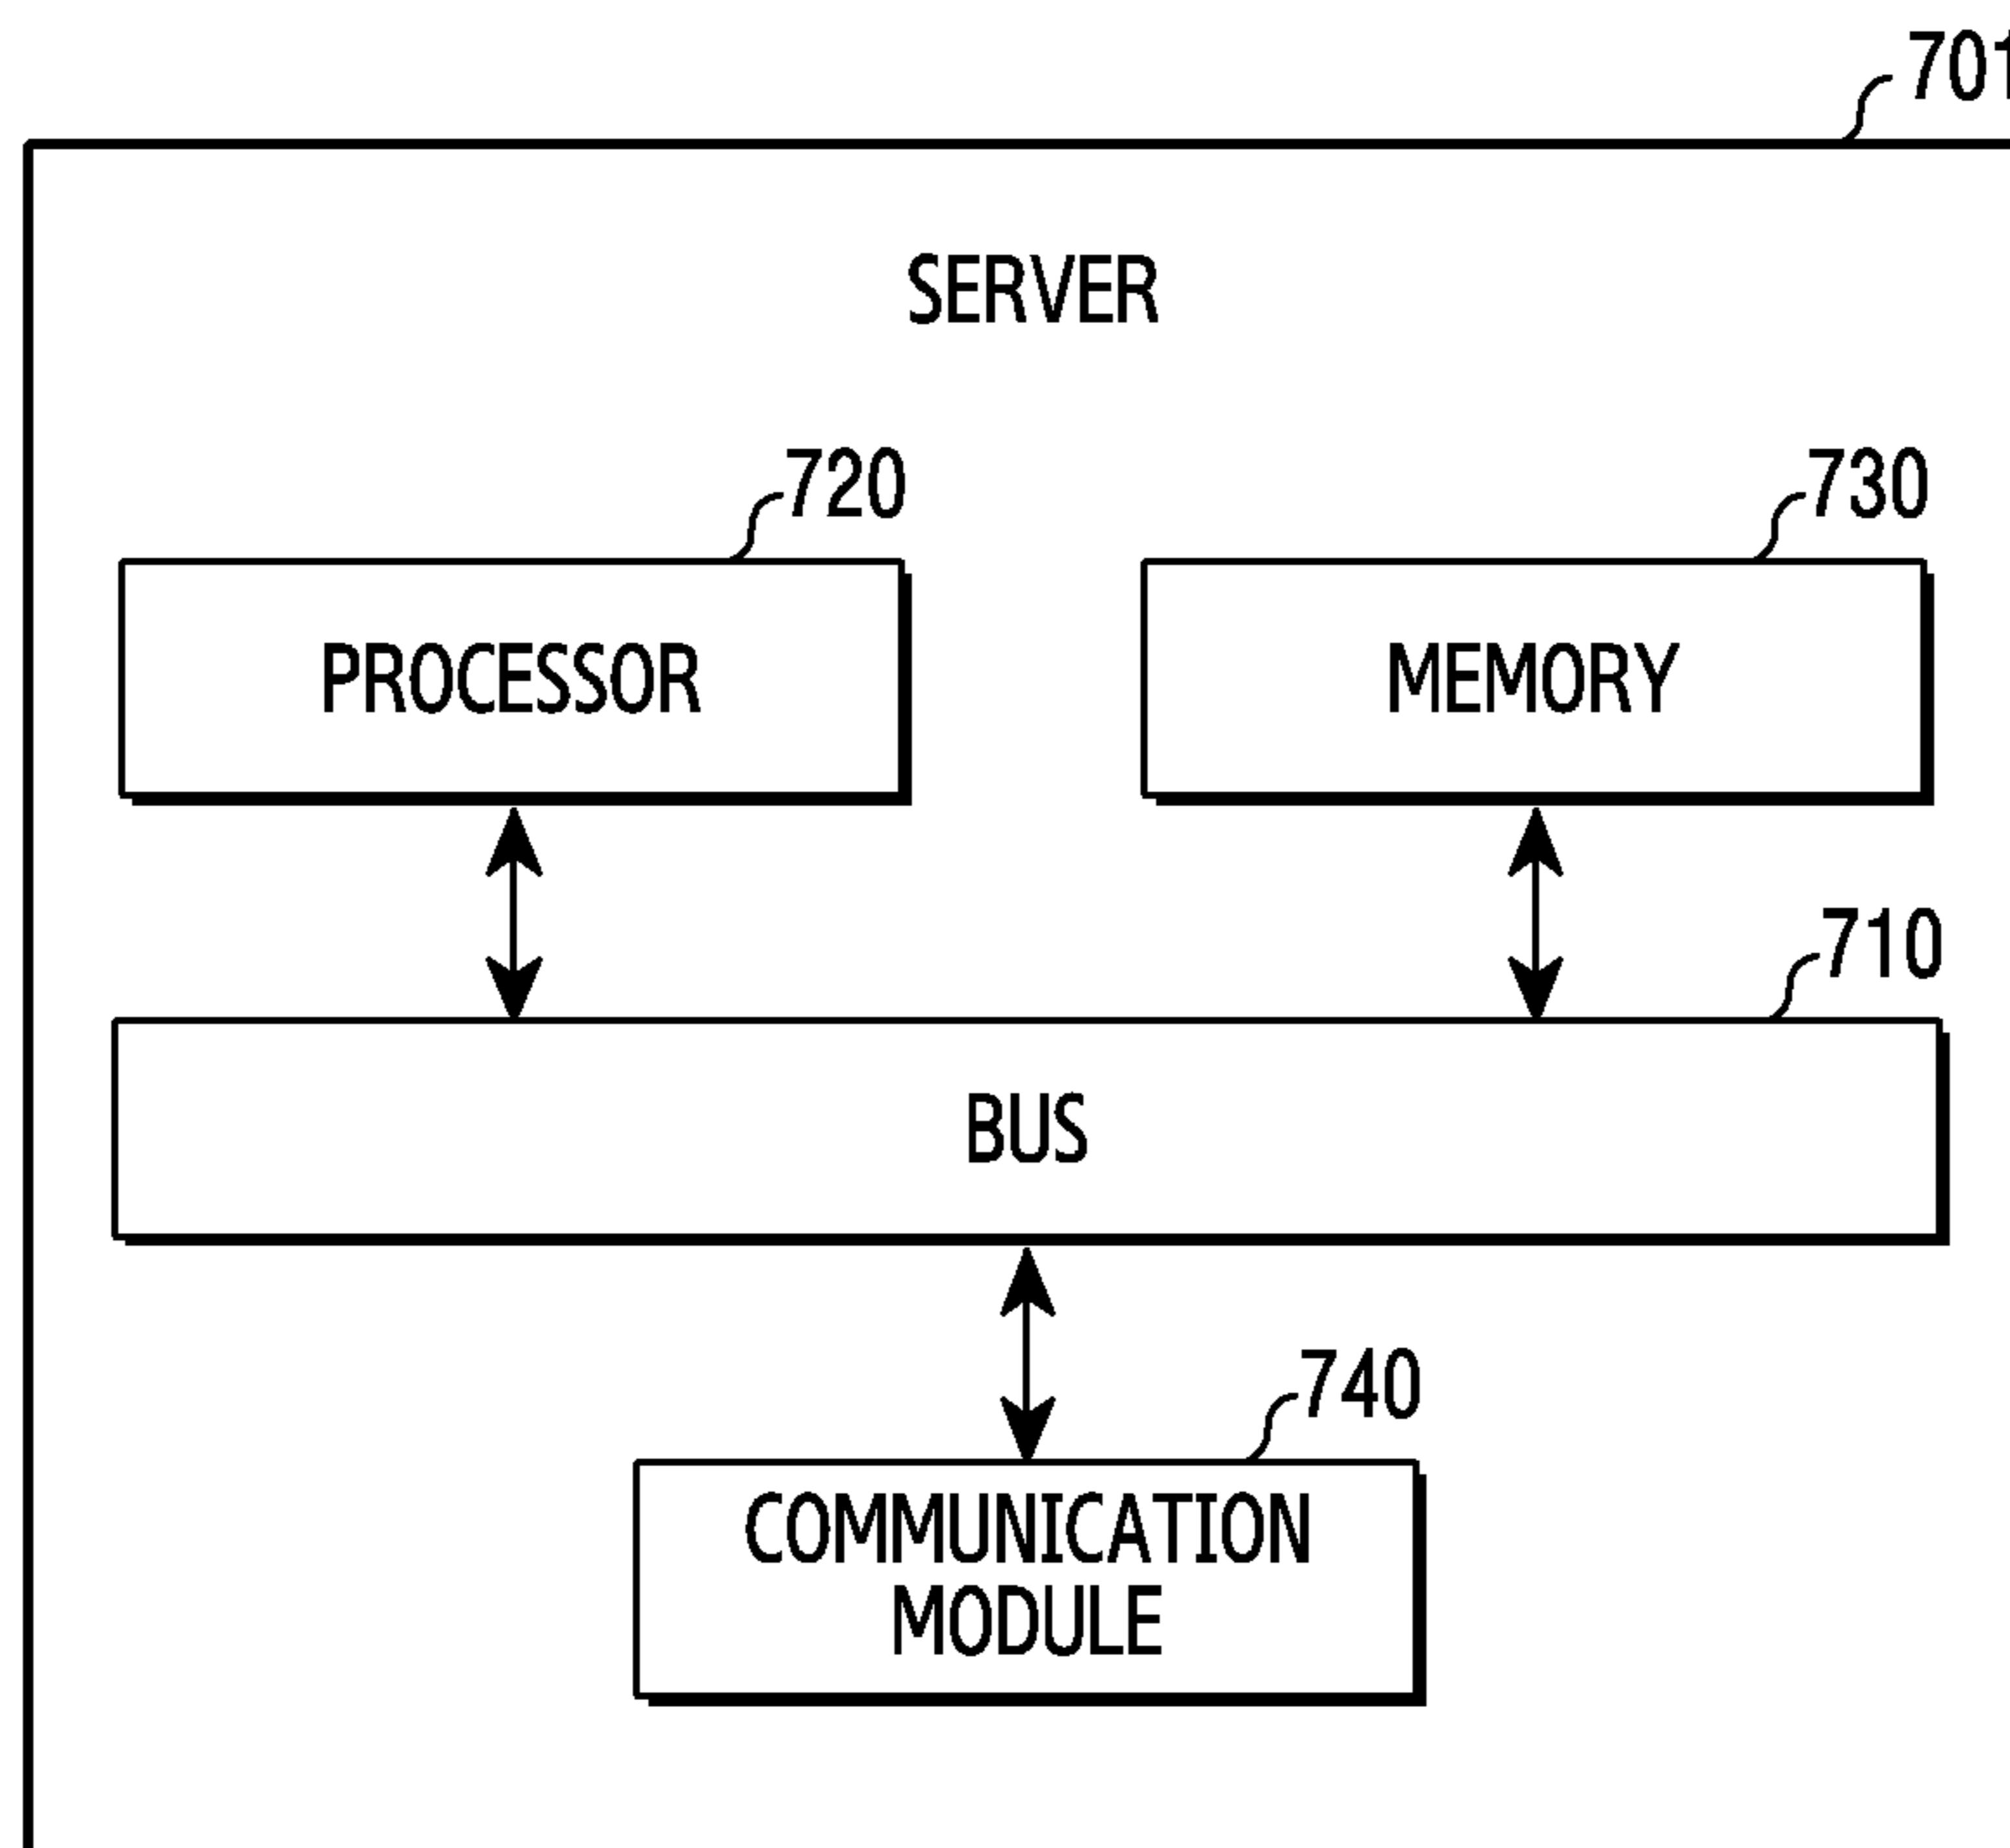 701
SERVER
720
730
PROCESSOR
MEMORY
710
BUS
740
COMMUNICATION
MODULE